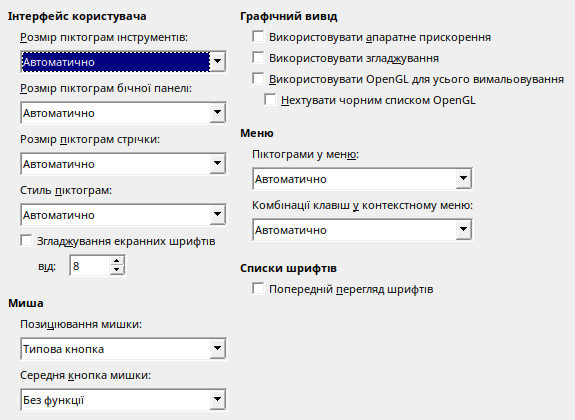 Інтерфейс користувача
Розмір піктограм інструментів:
Автоматично
Розмір піктограм бічної панелі:
Автоматично
Розмір піктограм стрічки:
Автоматично
Стиль піктограм:
Автоматично
Згладжування екранних шрифтів
від: 8
Миша
Позиціювання мишки:
Типова кнопка
Середня кнопка мишки:
Без функції
Графічний вивід
Використовувати апаратне прискорення
Використовувати згладжування
Використовувати OpenGL для усього вимальовування
Нехтувати чорним списком OpenGL
Меню
Піктограми у меню:
Автоматично
Комбінації клавіш у контекстному меню:
Автоматично
Списки шрифтів
Попередній перегляд шрифтів